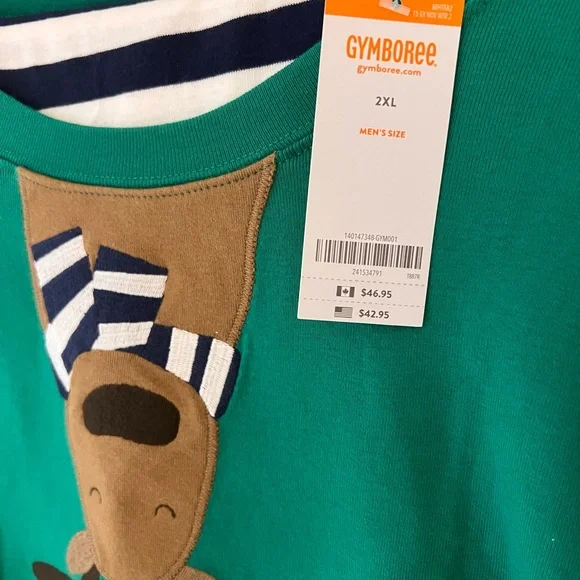 GYMBOREE
gymboree.com
2XL
MEN'S SIZE
140147348-GYM001
241534791
$46.95
$42.95